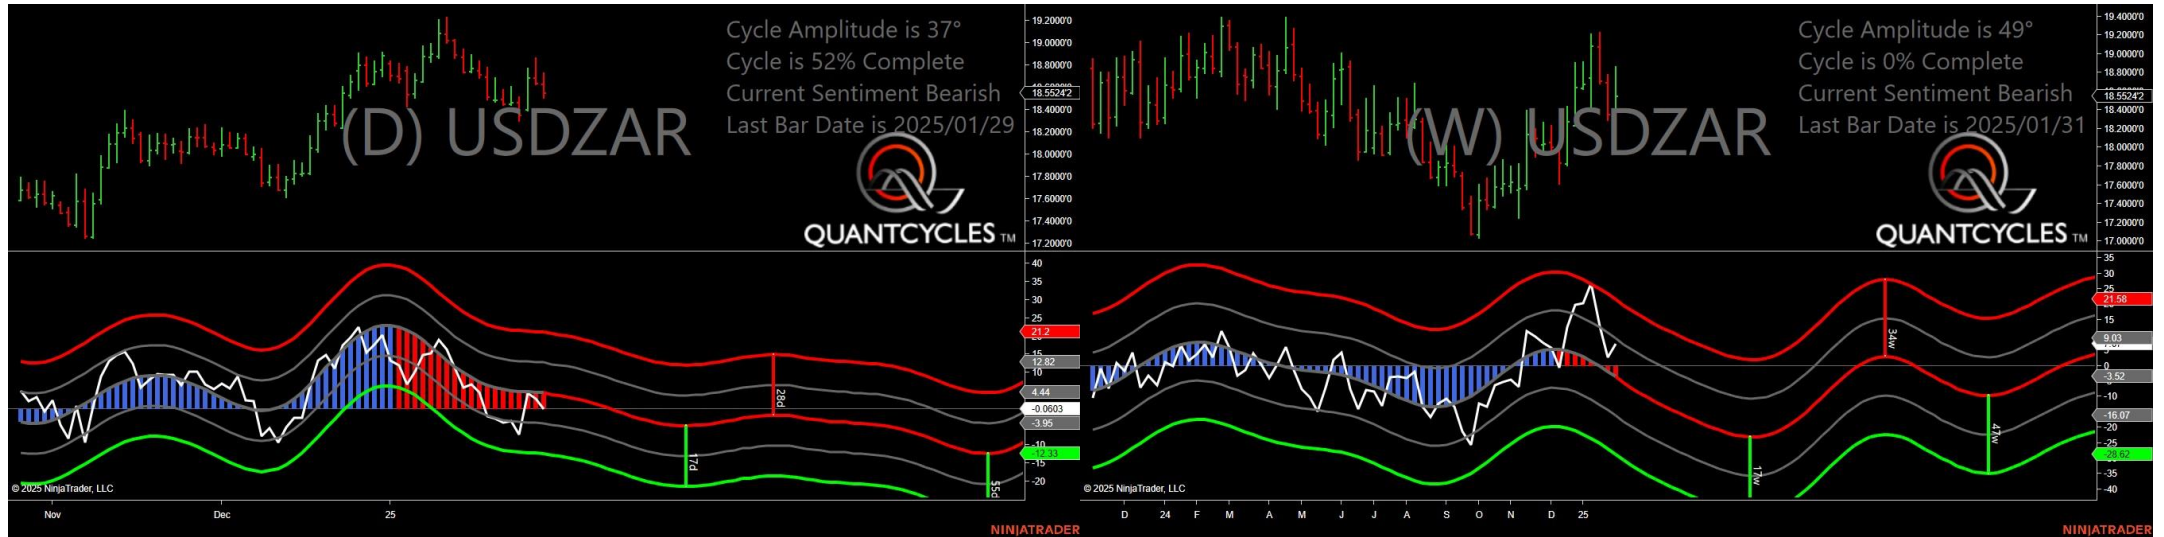 Cycle Amplitude is 37°
Cycle is 52% Complete
Current Sentiment Bearish
Last Bar Date is 2025/01/29
(D) USDZAR
QUANTCYCLES TM
19.2000'0
19.0000'0
18.8000'0
18.5524'2
18.4000'0
18.2000'0
18.0000'0
17.8000'0
17.6000'0
17.4000'0
17.2000'0
40
35
30
25
21.2
15
12.82
10
4.44
-0.0603
-3.95
-10
-12.33
-15
-20
17d
28d
55d
© 2025 NinjaTrader, LLC
Nov
Dec
25
NINJATRADER
Cycle Amplitude is 49°
Cycle is 0% Complete
Current Sentiment Bearish
Last Bar Date is 2025/01/31
(W) USDZAR
QUANTCYCLES TM
19.4000'0
19.2000'0
19.0000'0
18.8000'0
18.5524'2
18.4000'0
18.2000'0
18.0000'0
17.8000'0
17.6000'0
17.4000'0
17.2000'0
17.0000'0
35
30
25
21.58
15
9.03
5
0
-3.52
-10
-16.07
-20
-25
-28.62
-35
-40
17w
34w
47w
© 2025 NinjaTrader, LLC
D
24
F
M
A
M
J
J
A
S
O
N
D
25
NINJATRADER